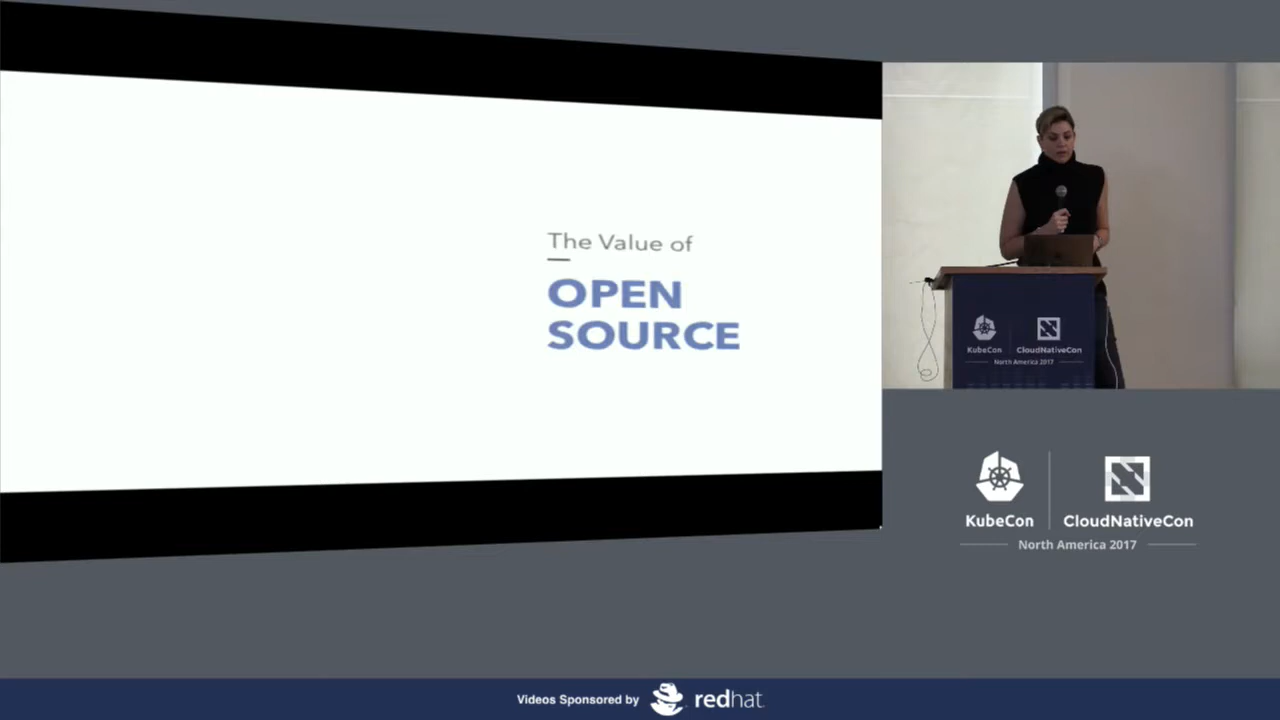 The Value of
OPEN
SOURCE
KubeCon
CloudNativeCon
North America 2017
KubeCon
CloudNativeCon
North America 2017
Videos Sponsored by
redhat.